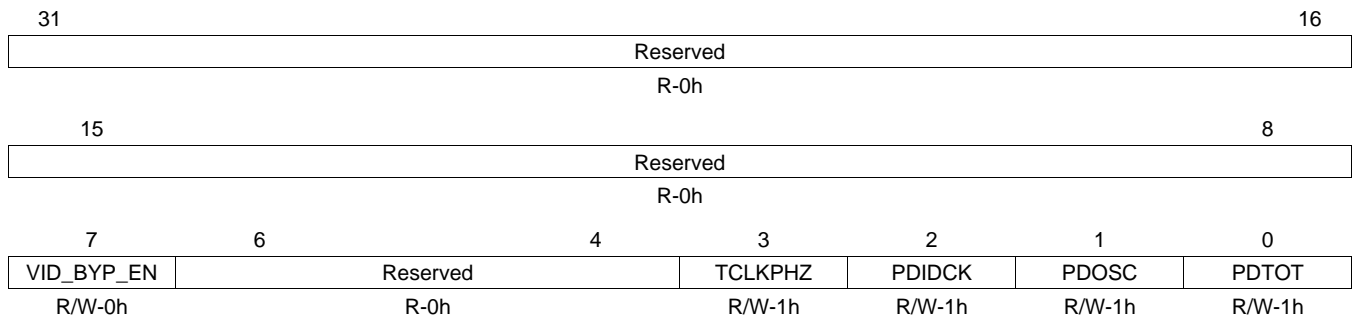 31 16
Reserved
R-0h
15 8
Reserved
R-0h
7 6 4 3 2 1 0
VID_BYP_EN Reserved TCLKPHZ PDIDCK PDOSC PDTOT
R/W-0h R-0h R/W-1h R/W-1h R/W-1h R/W-1h